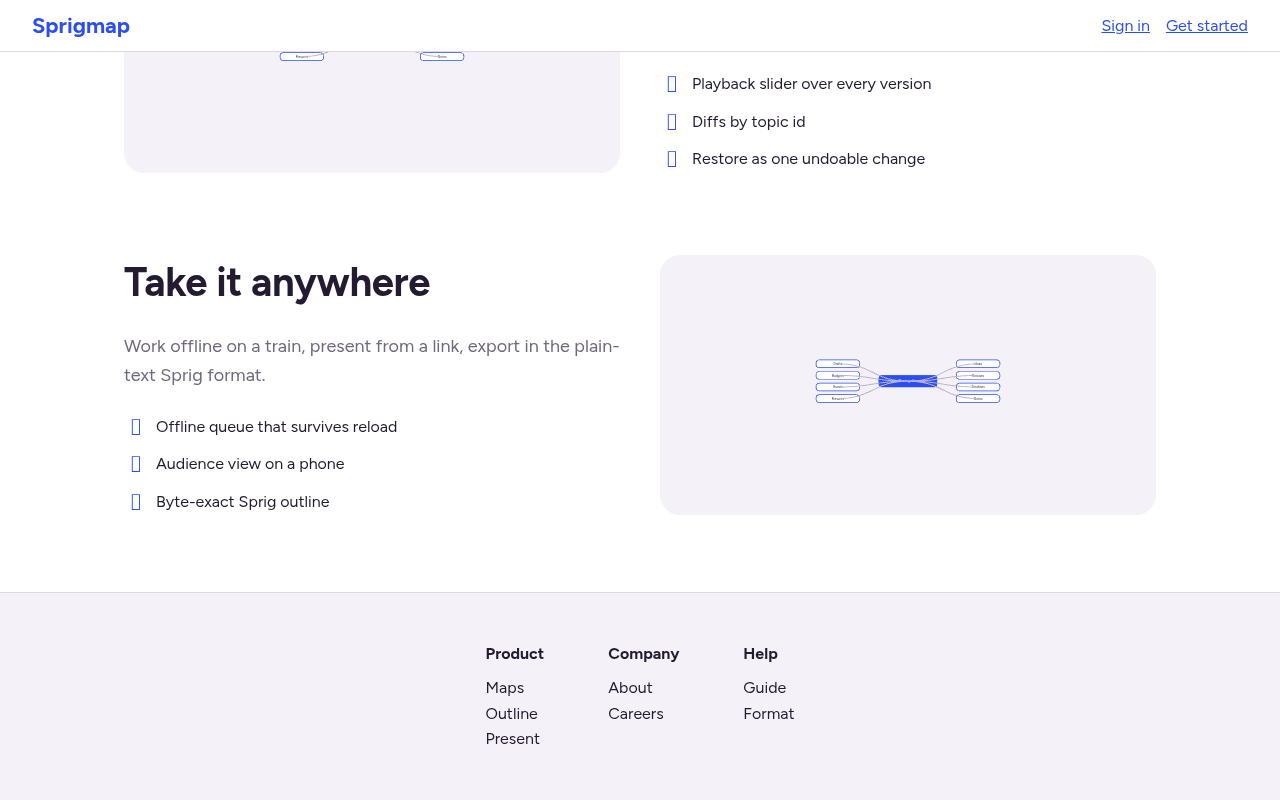 Sprigmap
Sign in
Get started
Playback slider over every version
Diffs by topic id
Restore as one undoable change
Take it anywhere
Work offline on a train, present from a link, export in the plain-
text Sprig format.
Offline queue that survives reload
Audience view on a phone
Byte-exact Sprig outline
Product
Maps
Outline
Present
Company
About
Careers
Help
Guide
Format